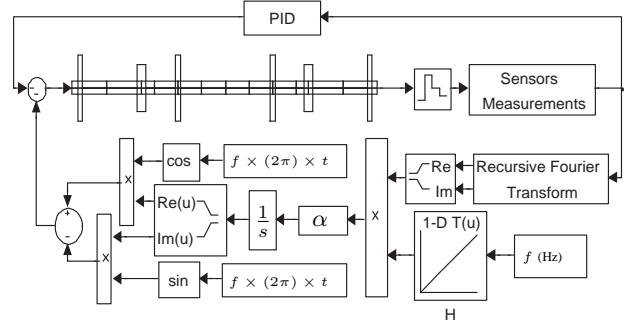 PID
- -
Sensors
Measurements
cos
f × (2π) × t
x
Re
Im
Recursive Fourier
Transform
Re(u)
Im(u)
1
s
α
x
+
-
x
1-D T(u)
f (Hz)
sin
f × (2π) × t
H